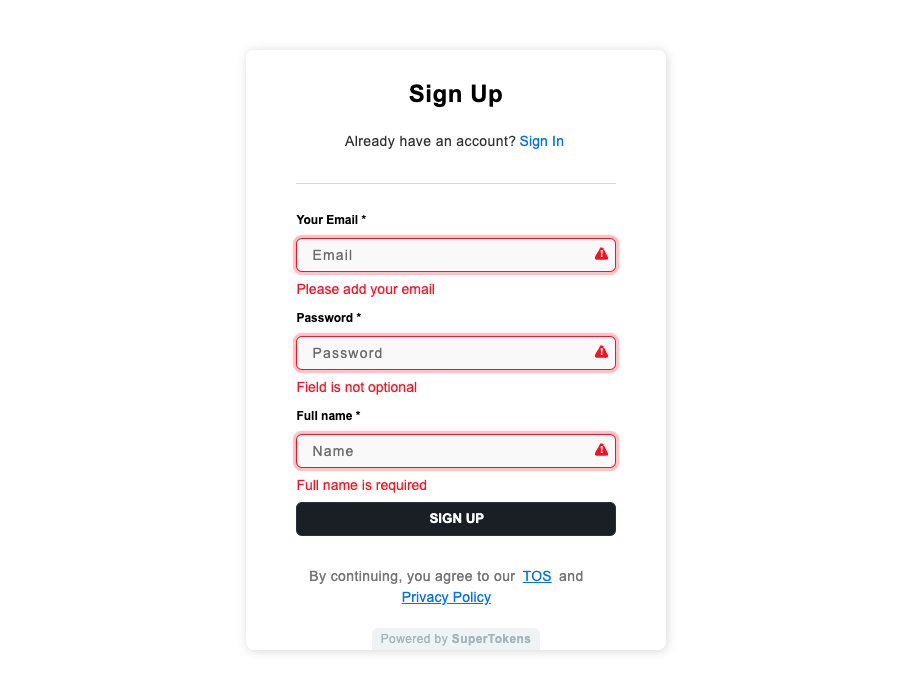 Sign Up
Already have an account? Sign In
Your Email *
Email
Please add your email
Password *
Password
Field is not optional
Full name *
Name
Full name is required
SIGN UP
By continuing, you agree to our TOS and
Privacy Policy
Powered by SuperTokens